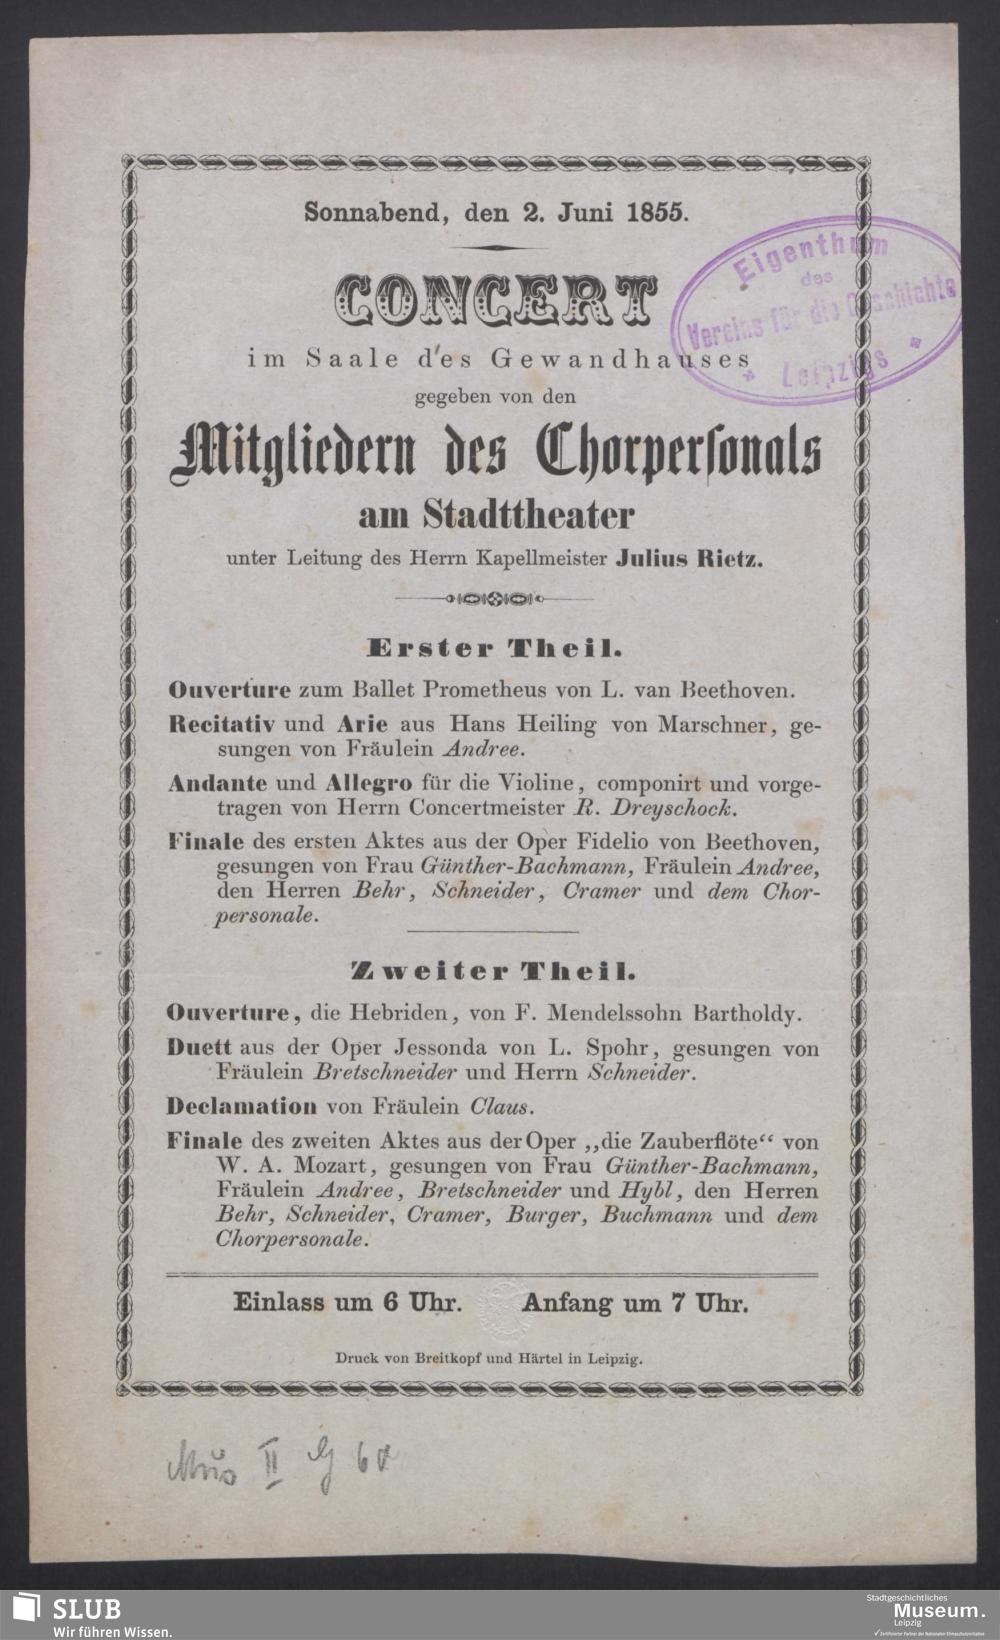 Sonnabend, den 2. Juni 1855.
CONCERT
im Saale des Gewandhauses
gegeben von den
Mitgliedern des Chorperſonals
am Stadttheater
unter Leitung des Herrn Kapellmeister Julius Rietz.
Erster Theil.
Ouverture zum Ballet Prometheus von L. van Beethoven.
Recitativ und Arie aus Hans Heiling von Marschner, ge-
sungen von Fräulein Andree.
Andante und Allegro für die Violine, componirt und vorge-
tragen von Herrn Concertmeister R. Dreyschock.
Finale des ersten Aktes aus der Oper Fidelio von Beethoven,
gesungen von Frau Günther-Bachmann, Fräulein Andree,
den Herren Behr, Schneider, Cramer und dem Chor-
personale.
Zweiter Theil.
Ouverture, die Hebriden, von F. Mendelssohn Bartholdy.
Duett aus der Oper Jessonda von L. Spohr, gesungen von
Fräulein Bretschneider und Herrn Schneider.
Declamation von Fräulein Claus.
Finale des zweiten Aktes aus der Oper „die Zauberflöte“ von
W. A. Mozart, gesungen von Frau Günther-Bachmann,
Fräulein Andree, Bretschneider und Hybl, den Herren
Behr, Schneider, Cramer, Burger, Buchmann und dem
Chorpersonale.
Einlass um 6 Uhr. Anfang um 7 Uhr.
Druck von Breitkopf und Härtel in Leipzig.
Eigenthum
des
Vereins für die Geschichte
Leipzigs
Mus II G
SLUB
Wir führen Wissen.
Stadtgeschichtliches
Museum.
Leipzig
Zertifizierter Partner der Nationalen Klimaschutzinitiative